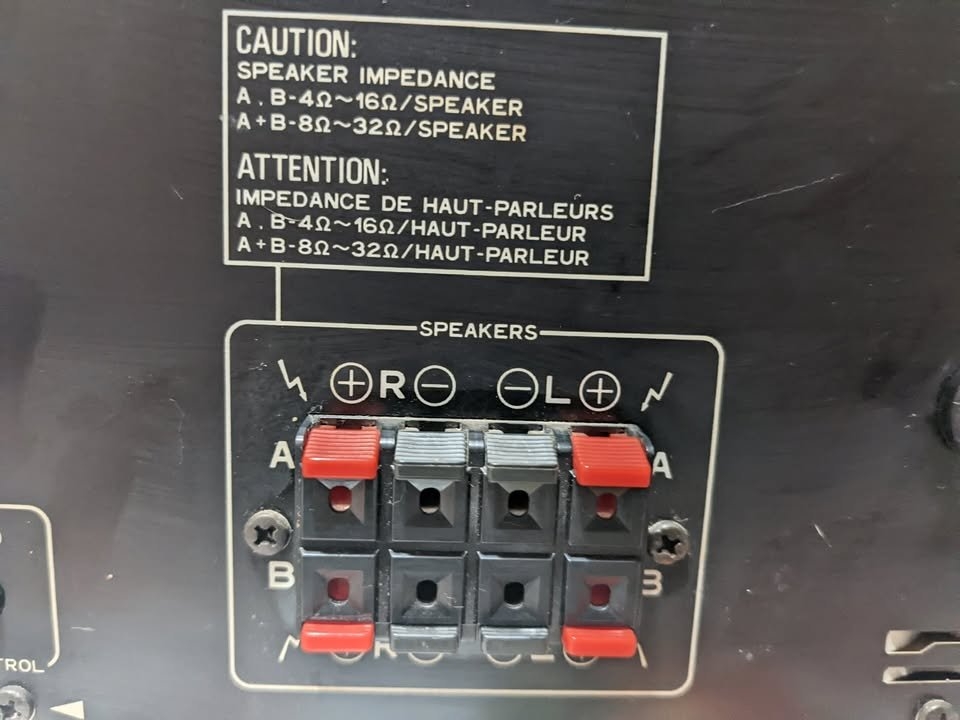 CAUTION:
SPEAKER IMPEDANCE
A . B-4Ω~16Ω/SPEAKER
A+B-8Ω~32Ω/SPEAKER
ATTENTION:
IMPEDANCE DE HAUT-PARLEURS
A . B-4Ω~16Ω/HAUT-PARLEUR
A+B-8Ω~32Ω/HAUT-PARLEUR
SPEAKERS
+ R − − L +
A A
B B
R L
TROL